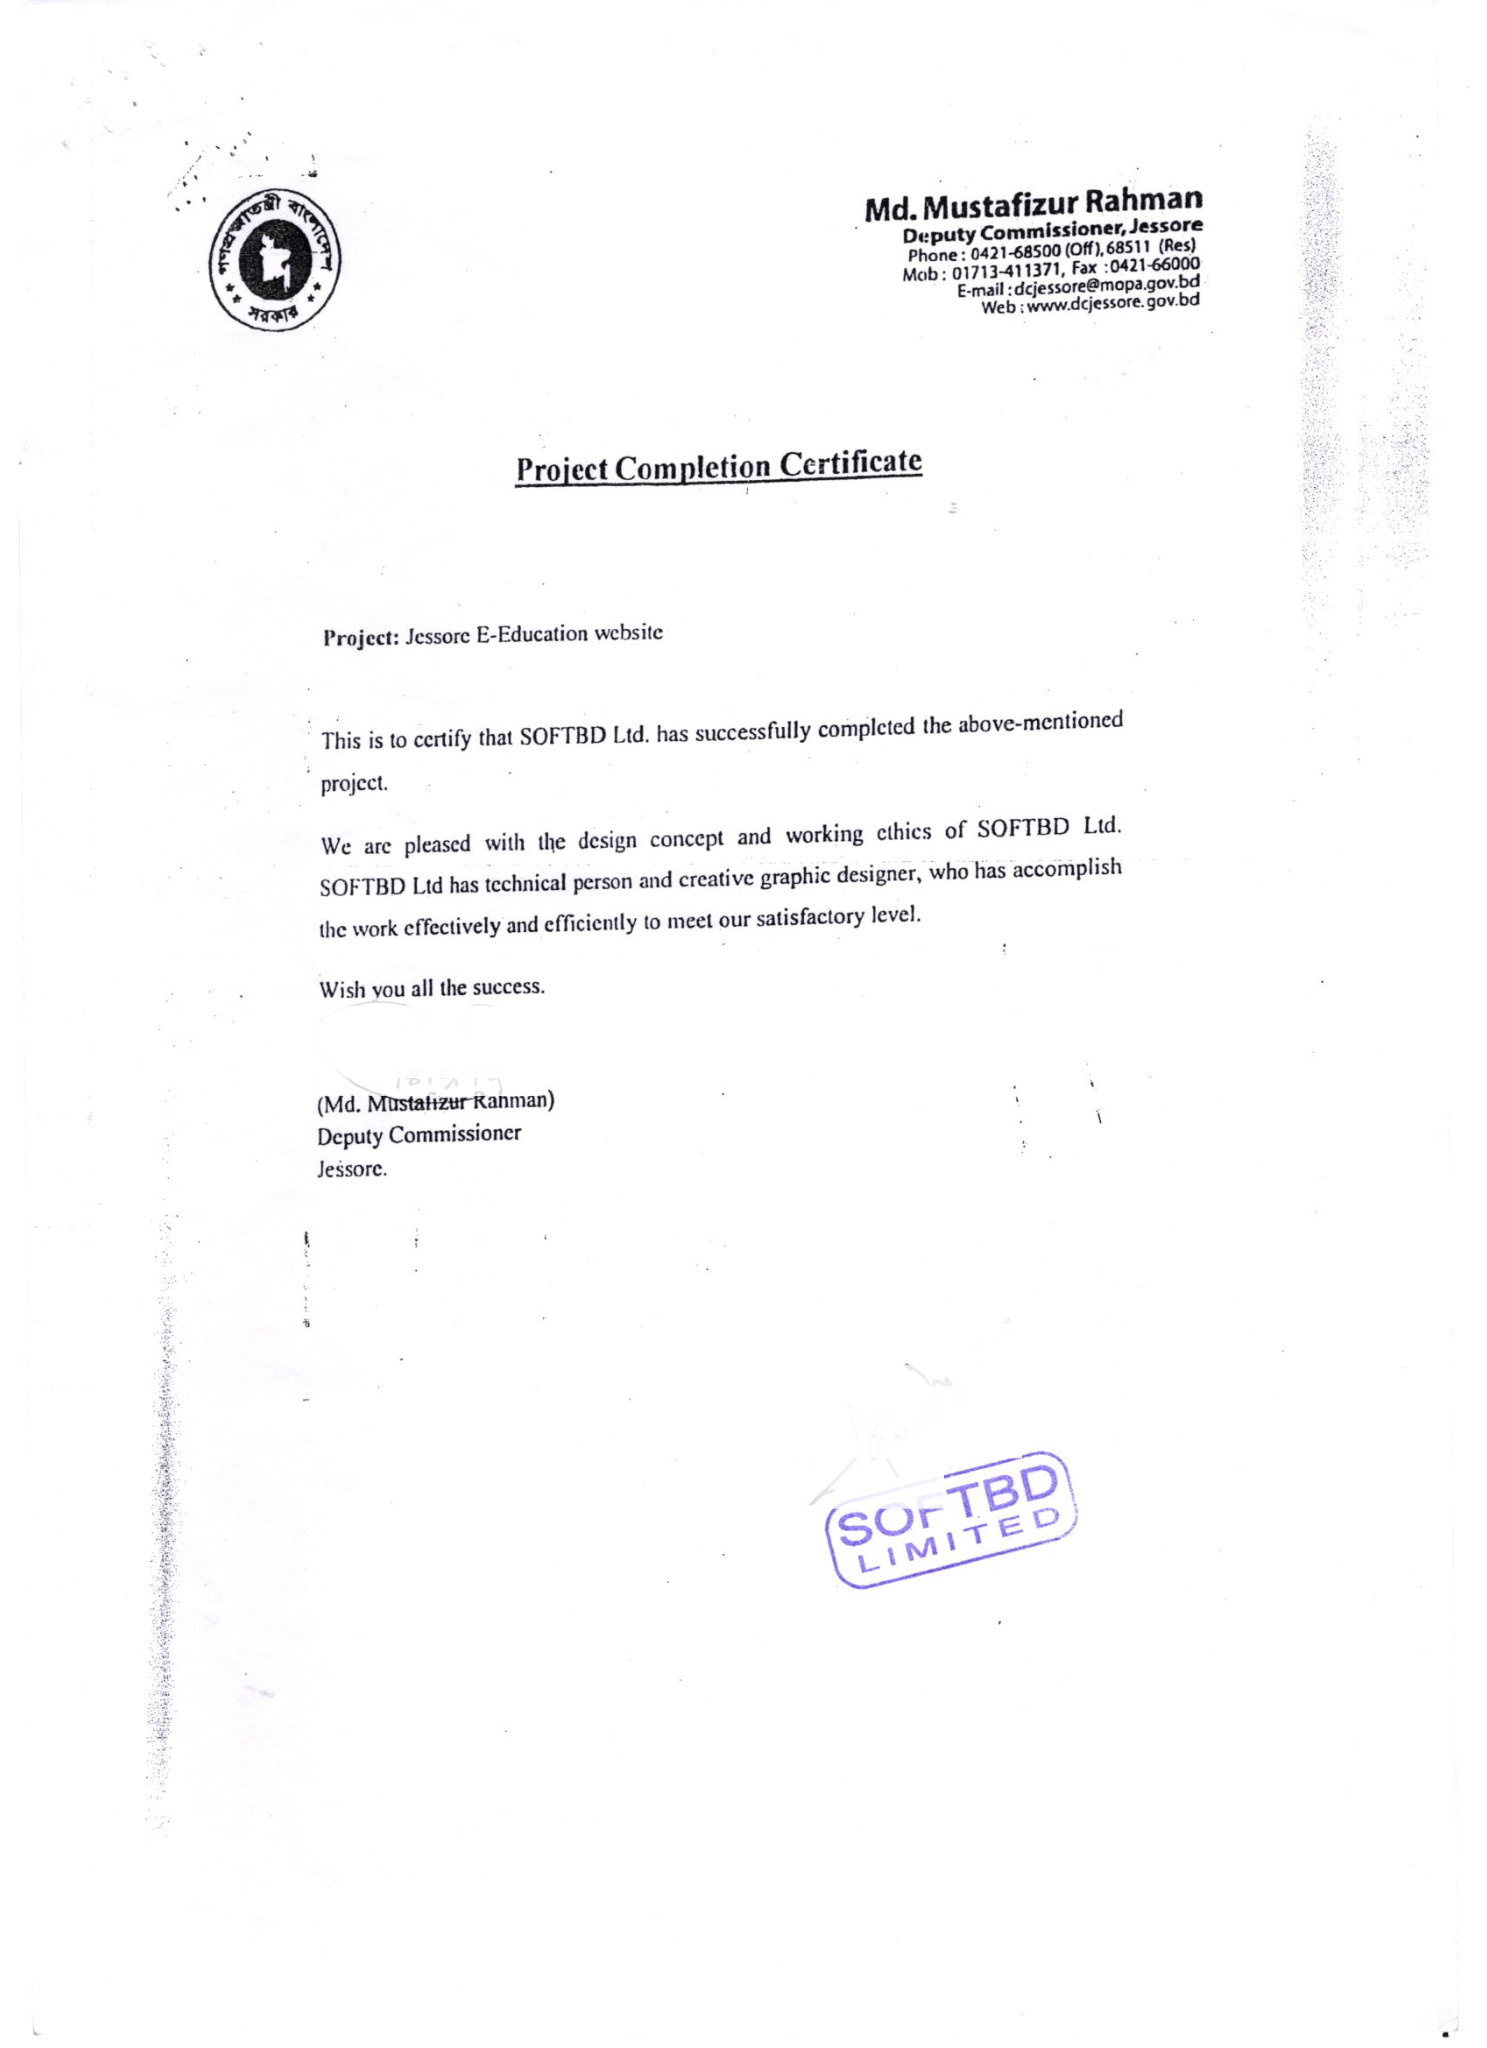 গণপ্রজাতন্ত্রী বাংলাদেশ
সরকার
Md. Mustafizur Rahman
Deputy Commissioner, Jessore
Phone : 0421-68500 (Off), 68511 (Res)
Mob : 01713-411371, Fax : 0421-66000
E-mail : dcjessore@mopa.gov.bd
Web : www.dcjessore.gov.bd
Project Completion Certificate
Project: Jessore E-Education website
This is to certify that SOFTBD Ltd. has successfully completed the above-mentioned
project.
We are pleased with the design concept and working ethics of SOFTBD Ltd.
SOFTBD Ltd has technical person and creative graphic designer, who has accomplish
the work effectively and efficiently to meet our satisfactory level.
Wish you all the success.
(Md. Mustafizur Rahman)
Deputy Commissioner
Jessore.
SOFTBD
LIMITED